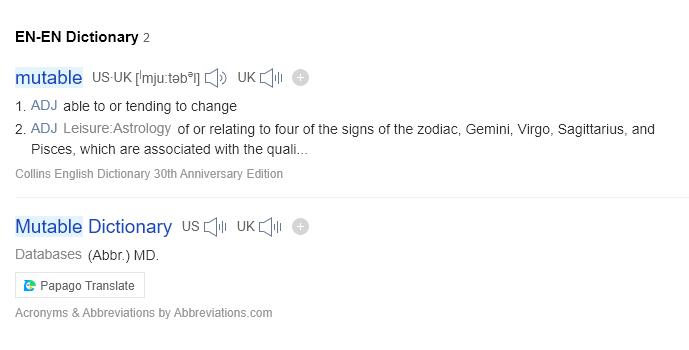 EN-EN Dictionary 2
mutable US·UK [ˈmjuːtəbᵊl] UK
1. ADJ able to or tending to change
2. ADJ Leisure:Astrology of or relating to four of the signs of the zodiac, Gemini, Virgo, Sagittarius, and
Pisces, which are associated with the quali...
Collins English Dictionary 30th Anniversary Edition
Mutable Dictionary US UK
Databases (Abbr.) MD.
Papago Translate
Acronyms & Abbreviations by Abbreviations.com